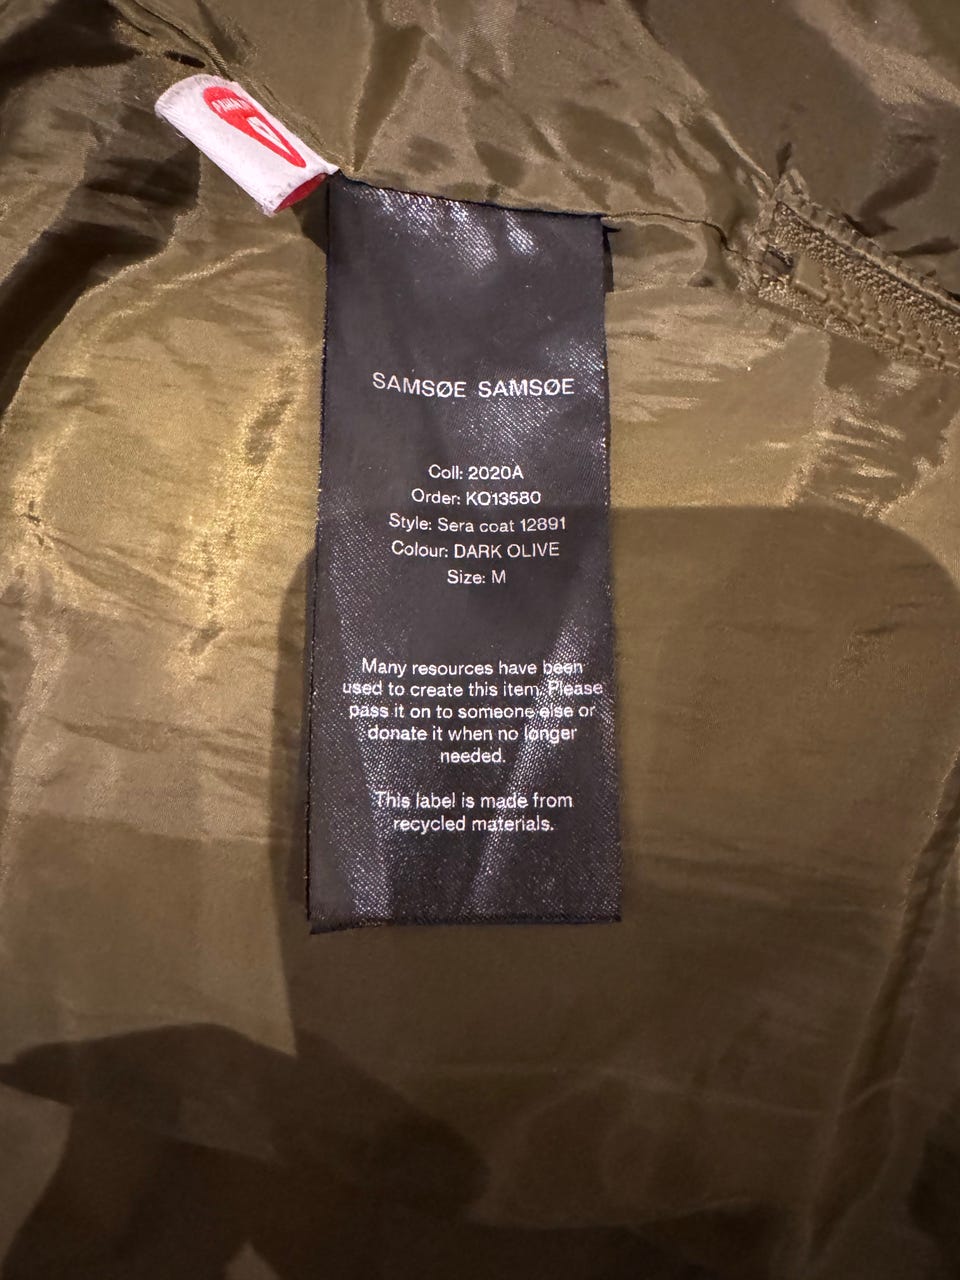 SAMSØE SAMSØE
Coll: 2020A
Order: KO13580
Style: Sera coat 12891
Colour: DARK OLIVE
Size: M
Many resources have been
used to create this item. Please
pass it on to someone else or
donate it when no longer
needed.
This label is made from
recycled materials.